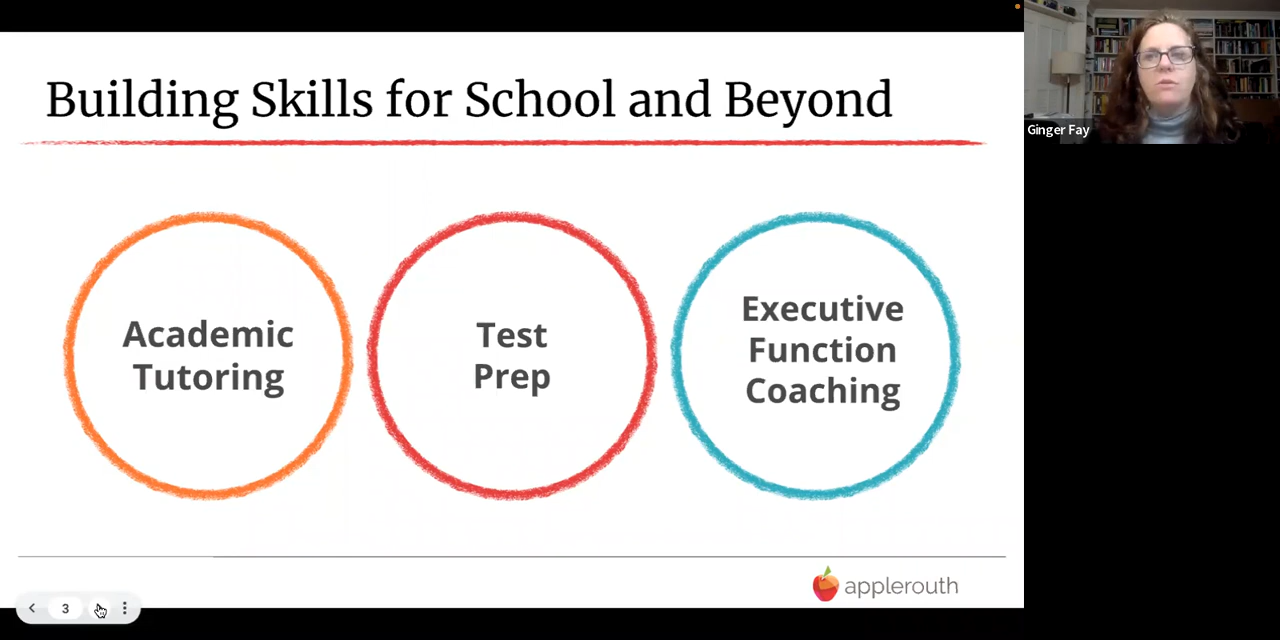 Building Skills for School and Beyond
Ginger Fay
Academic
Tutoring
Test
Prep
Executive
Function
Coaching
applerouth
3